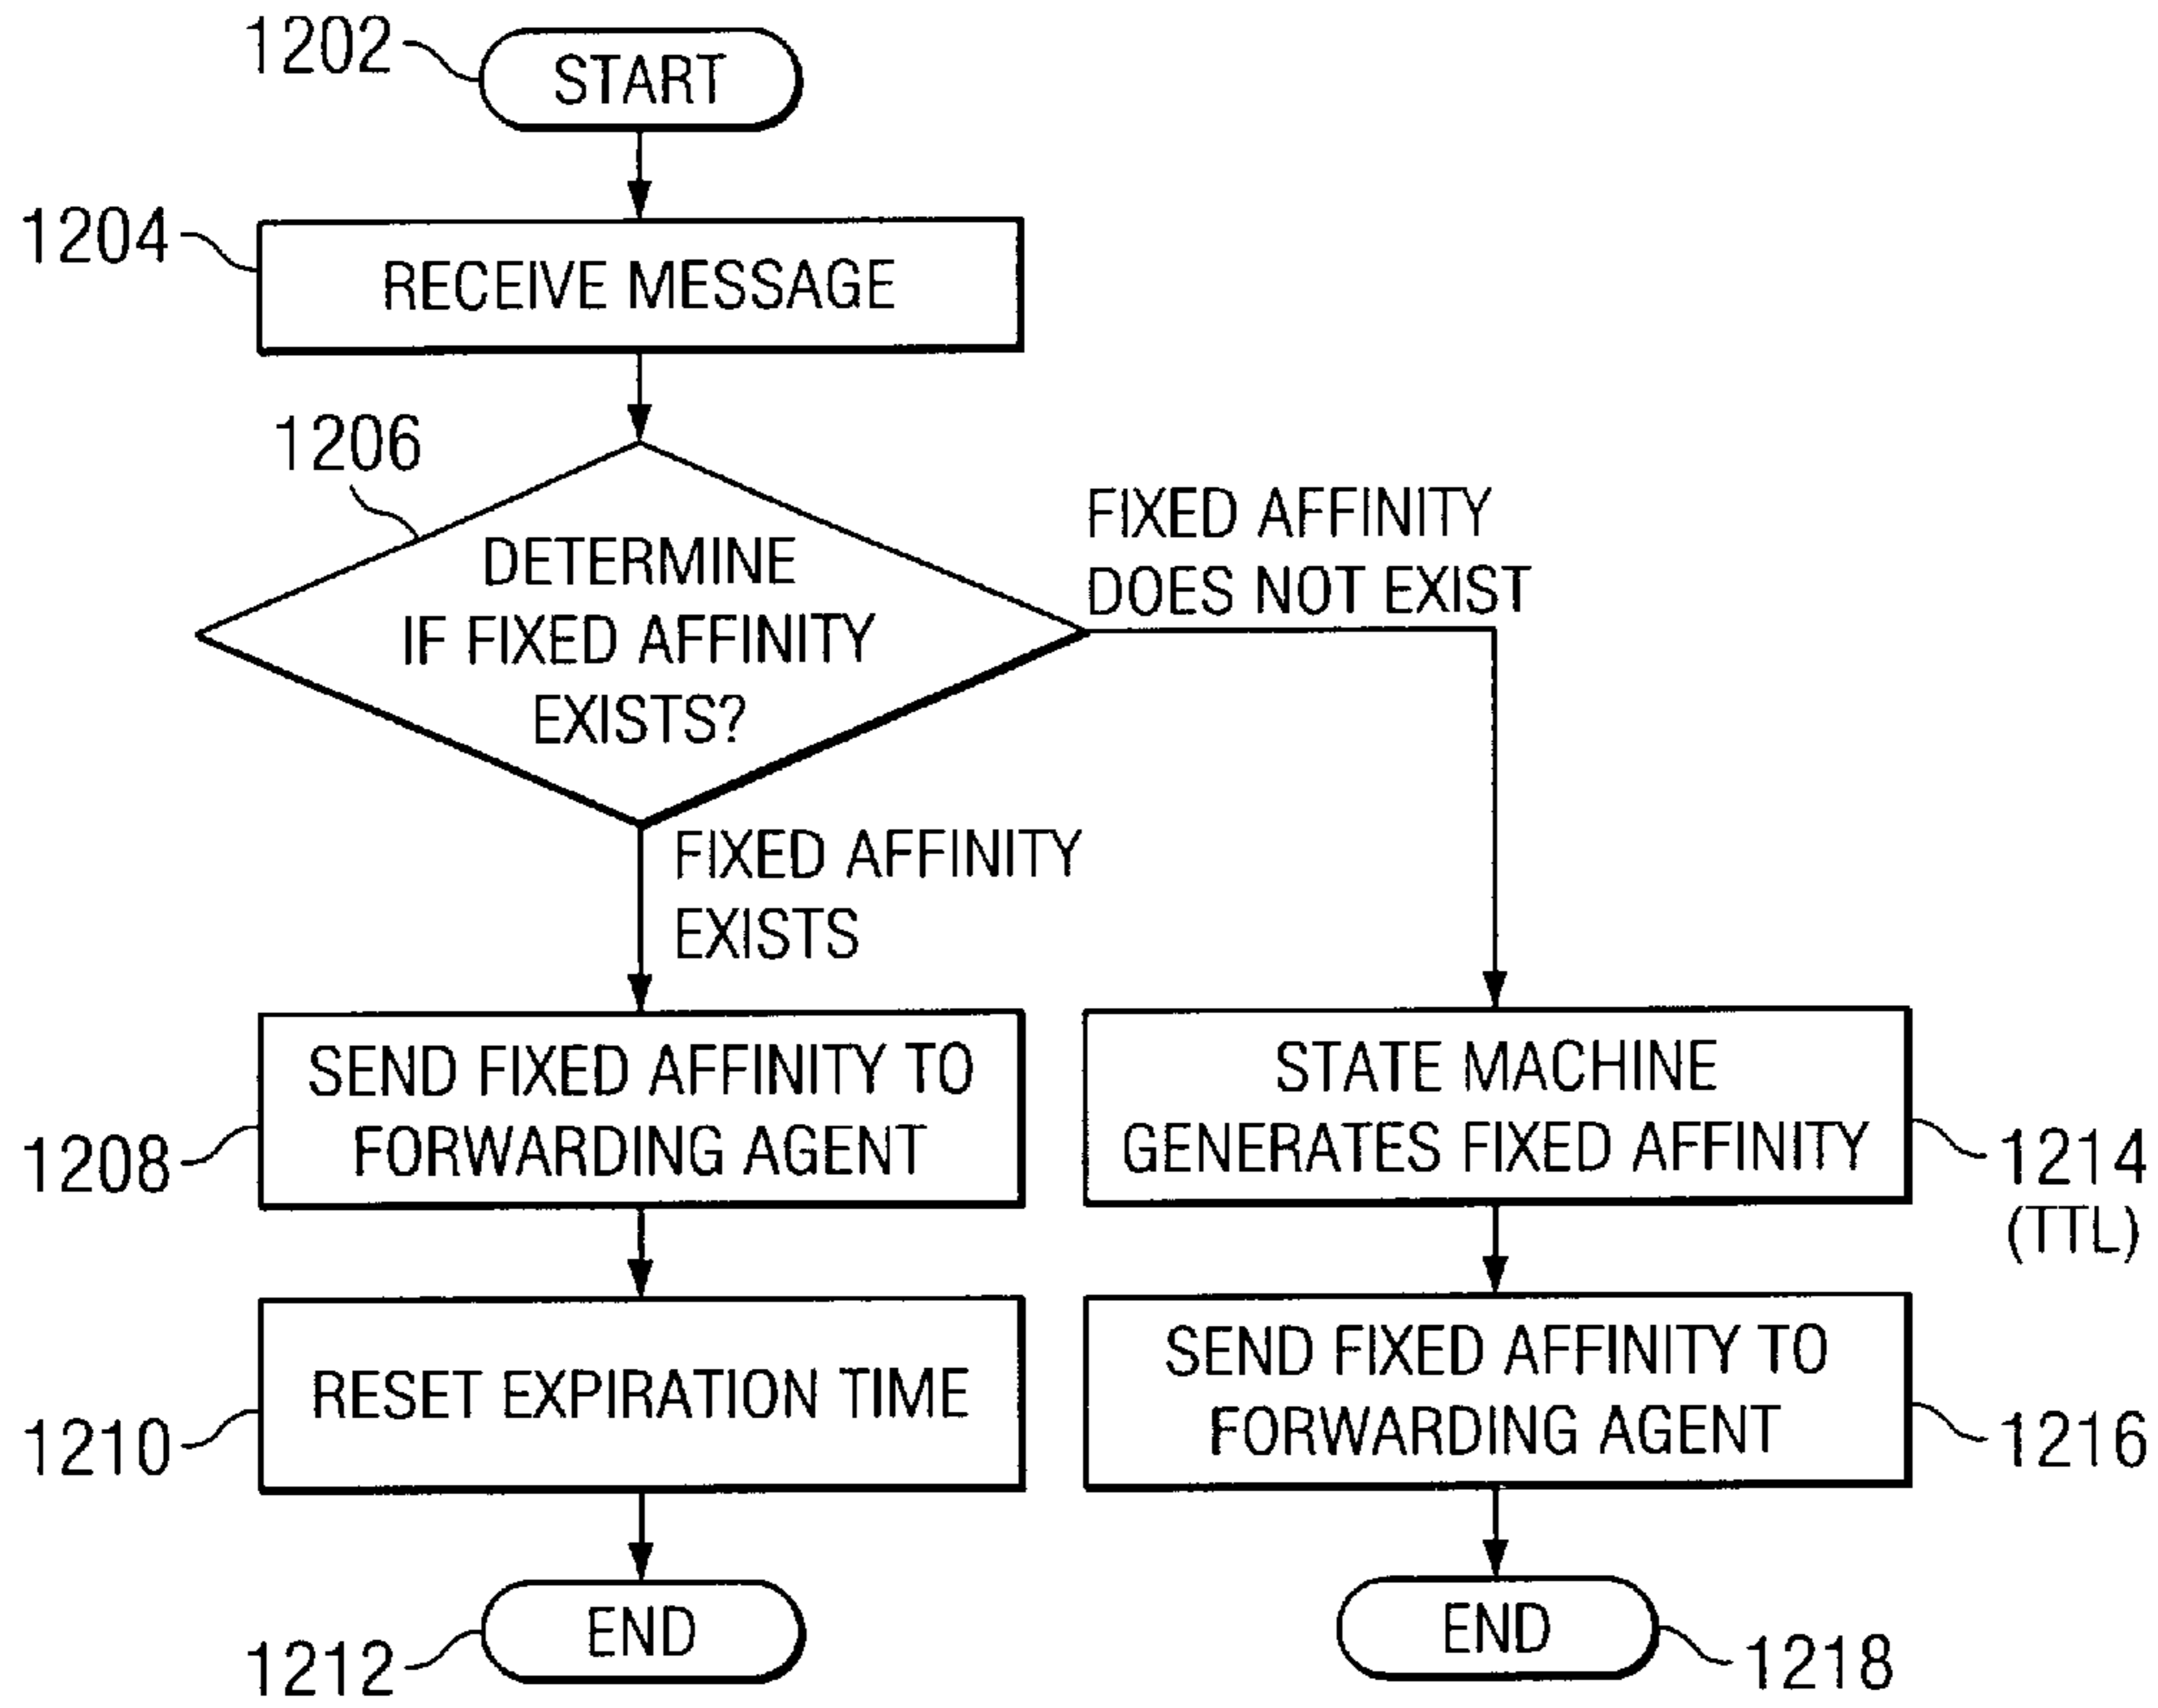 1202
START
1204
RECEIVE MESSAGE
1206
DETERMINE
IF FIXED AFFINITY
EXISTS?
FIXED AFFINITY
DOES NOT EXIST
FIXED AFFINITY
EXISTS
1208
SEND FIXED AFFINITY TO
FORWARDING AGENT
STATE MACHINE
GENERATES FIXED AFFINITY
1214
(TTL)
1210
RESET EXPIRATION TIME
SEND FIXED AFFINITY TO
FORWARDING AGENT
1216
1212
END
END
1218